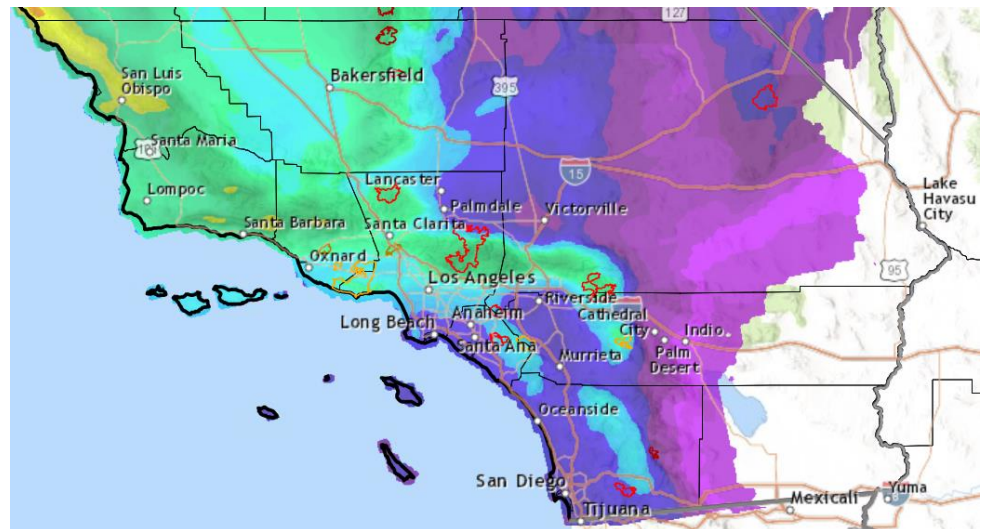 127
San Luis
Obispo
Bakersfield
395
101
Santa Maria
15
Lancaster
Lompoc
Palmdale
Lake
Havasu
City
Santa Barbara
Santa Clarita
Victorville
Oxnard
95
Los Angeles
Riverside
Long Beach
Anaheim
Cathedral
City
Indio
Santa Ana
Palm
Desert
Murrieta
Oceanside
San Diego
Yuma
8
Mexicali
Tijuana